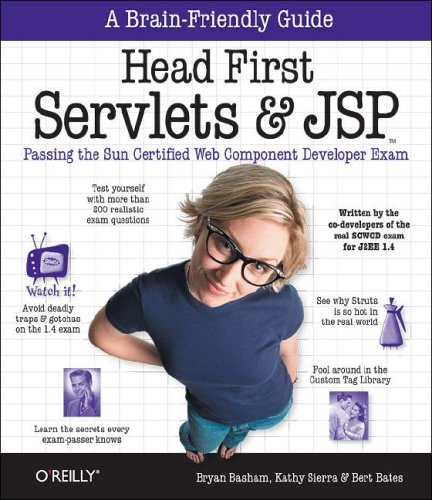 A Brain-Friendly Guide
Head First
Servlets & JSP™
Passing the Sun Certified Web Component Developer Exam
Test yourself
with more than
200 realistic
exam questions
Written by the
co-developers of the
real SCWCD exam
for J2EE 1.4
Watch it!
Avoid deadly
traps & gotchas
on the 1.4 exam
See why Struts
is so hot in
the real world
Fool around in the
Custom Tag Library
Learn the secrets every
exam-passer knows
O'REILLY®
Bryan Basham, Kathy Sierra & Bert Bates